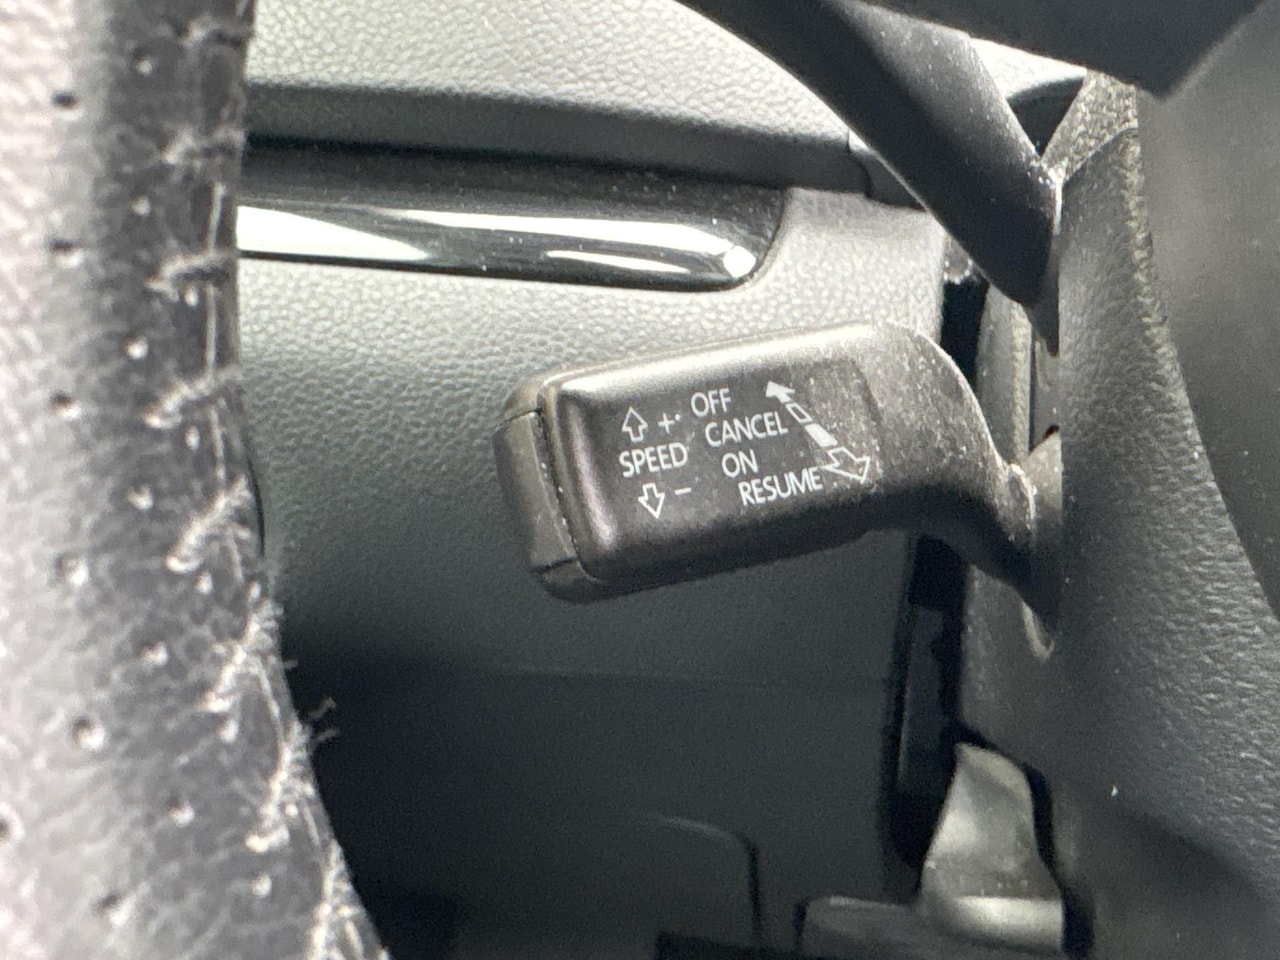 +
SPEED
−
OFF
CANCEL
ON
RESUME